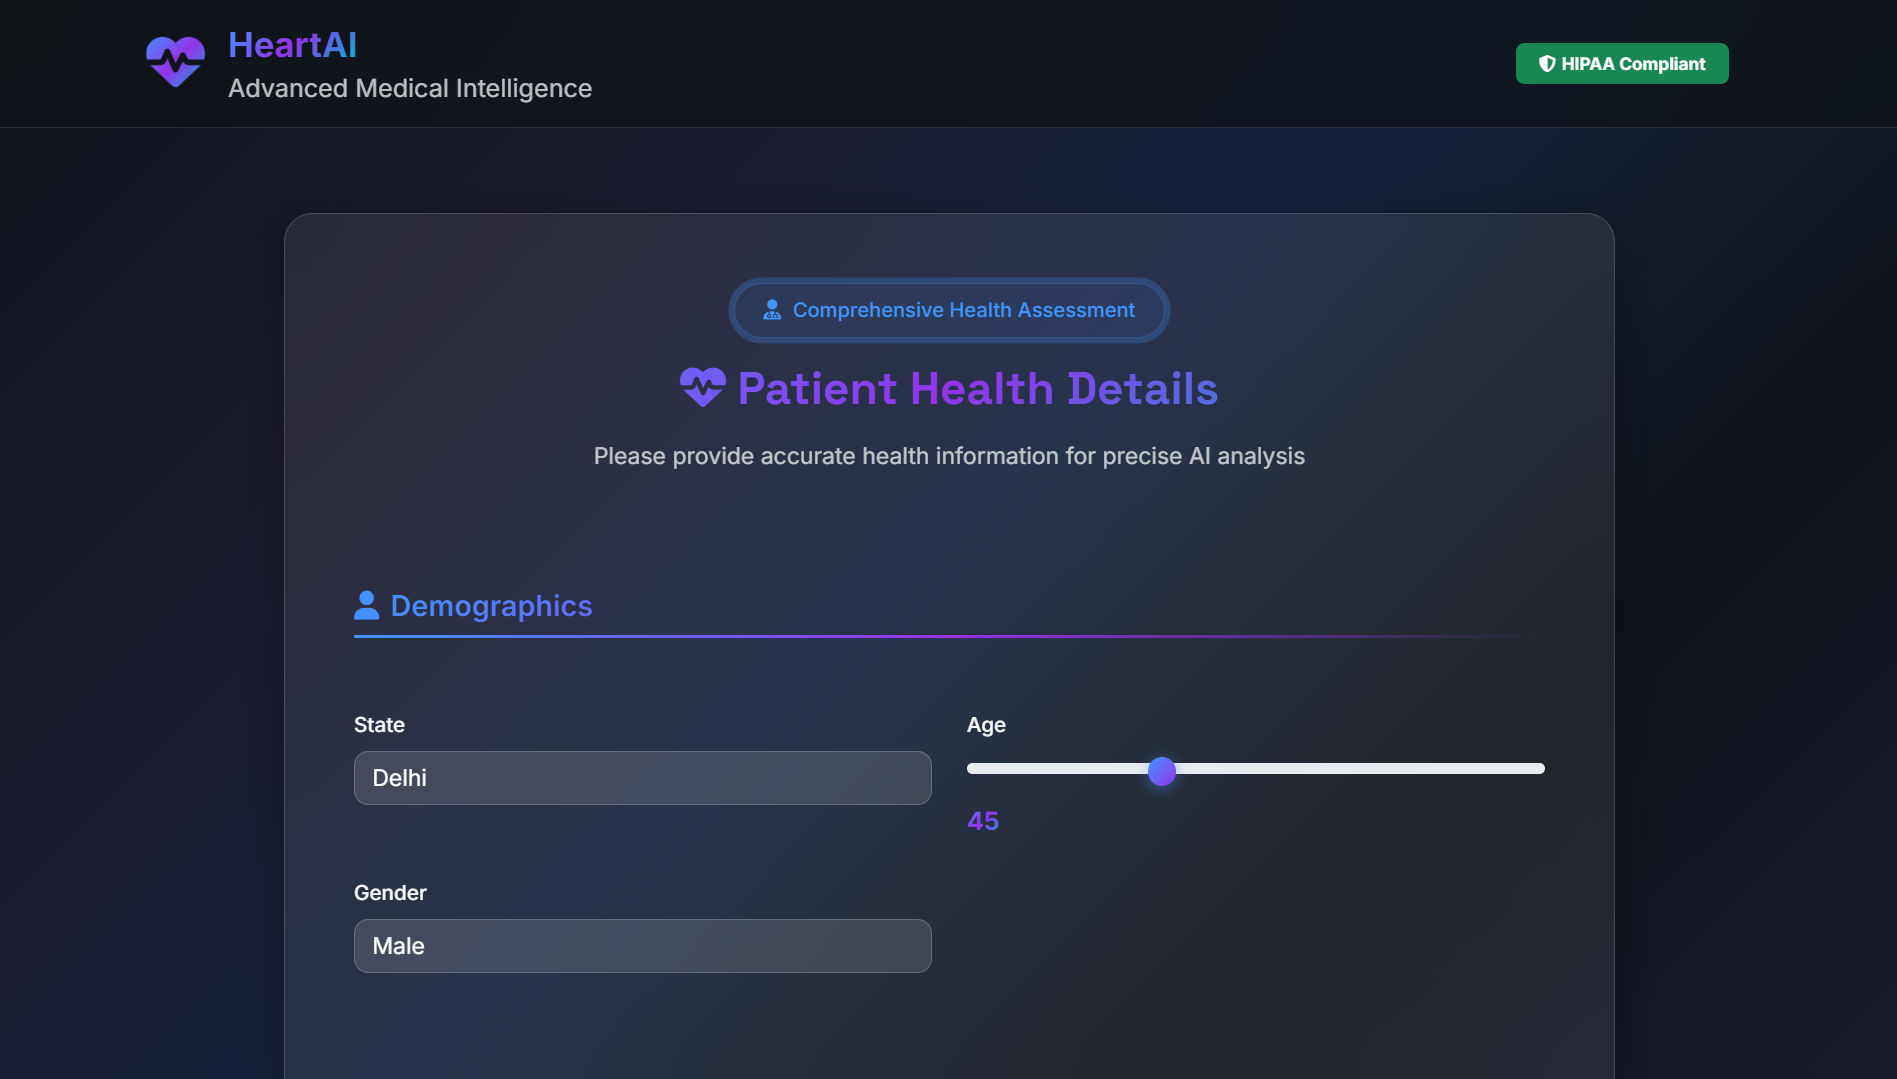 HeartAI
Advanced Medical Intelligence
HIPAA Compliant
Comprehensive Health Assessment
Patient Health Details
Please provide accurate health information for precise AI analysis
Demographics
State
Age
Delhi
45
Gender
Male